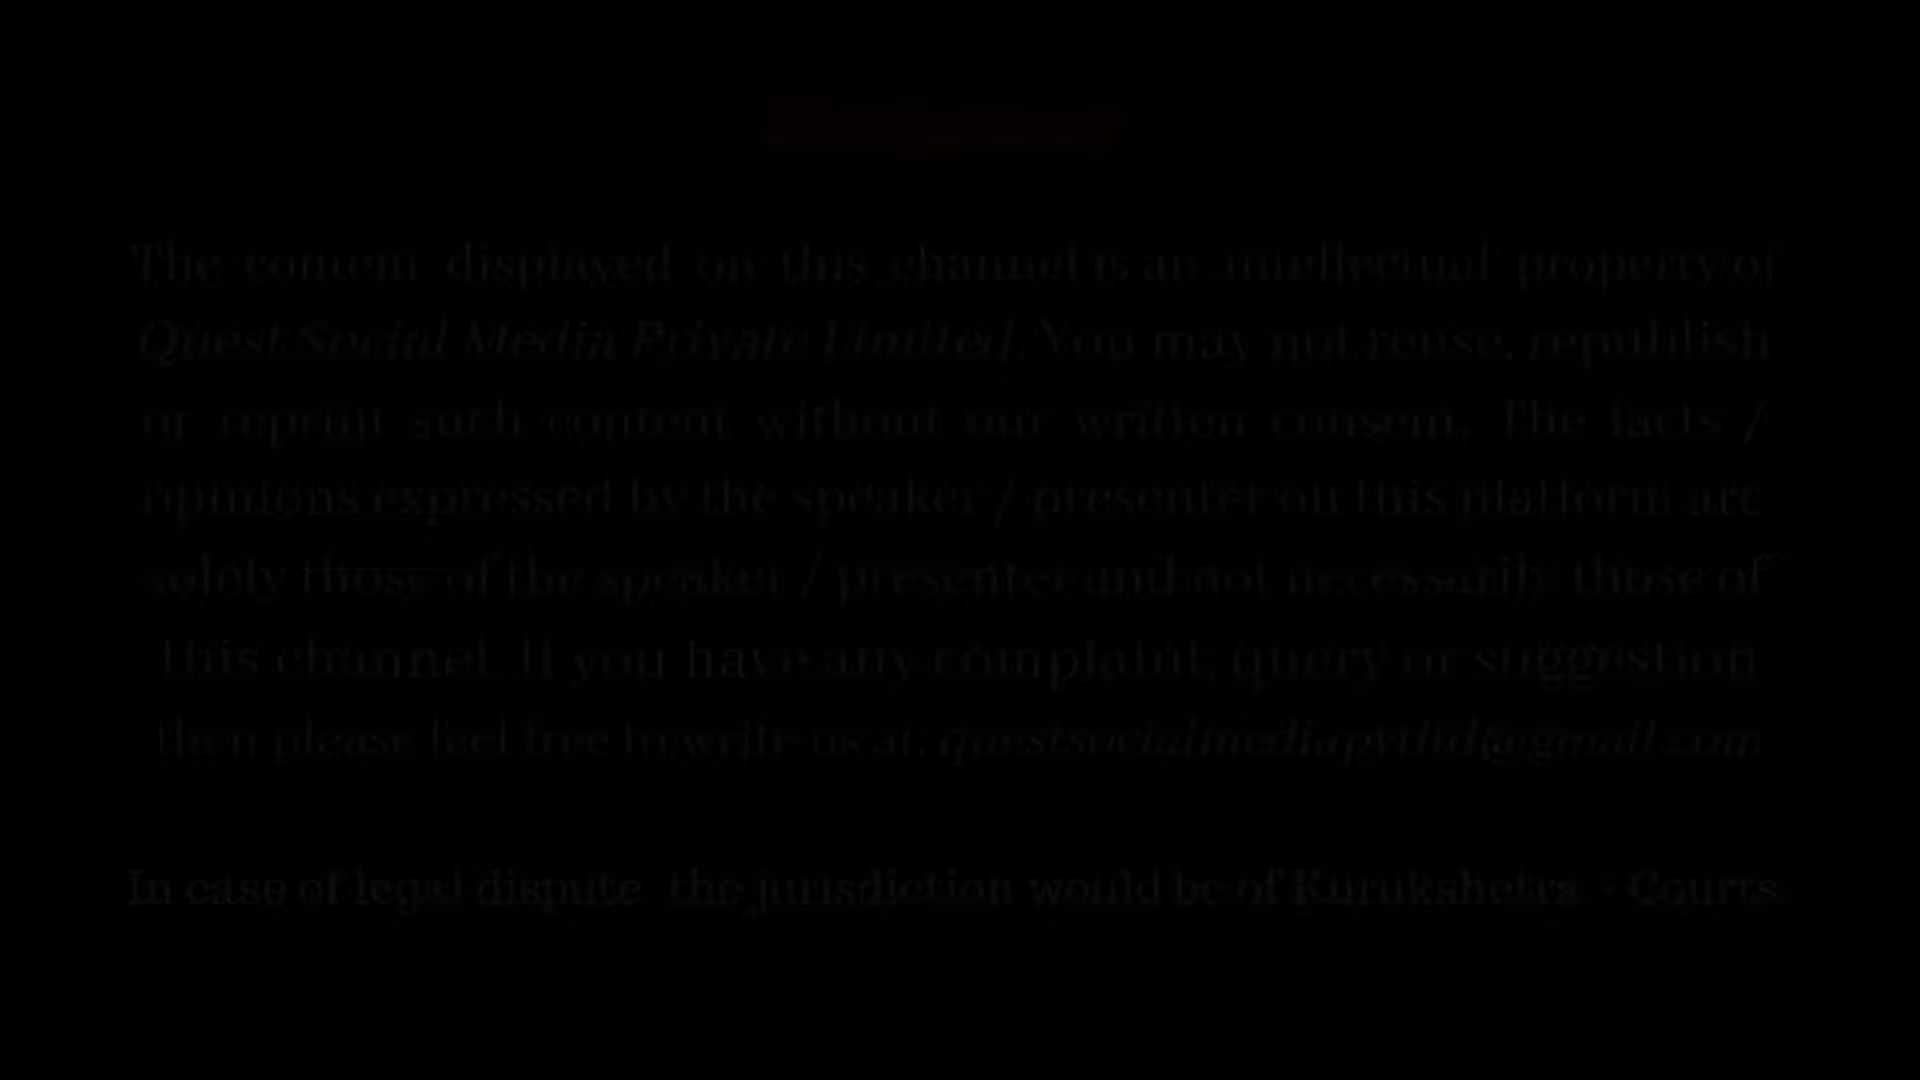 Disclaimer
The content displayed on this channel is an intellectual property of
Quest Social Media Private Limited. You may not reuse, republish
or reprint such content without our written consent. The facts /
opinions expressed by the speaker / presenter on this platform are
solely those of the speaker / presenter and not necessarily those of
this channel. If you have any complaint, query or suggestion
then please feel free to write us at: questsocialmediapvtltd@gmail.com
In case of legal dispute the jurisdiction would be of Kurukshetra - Courts.